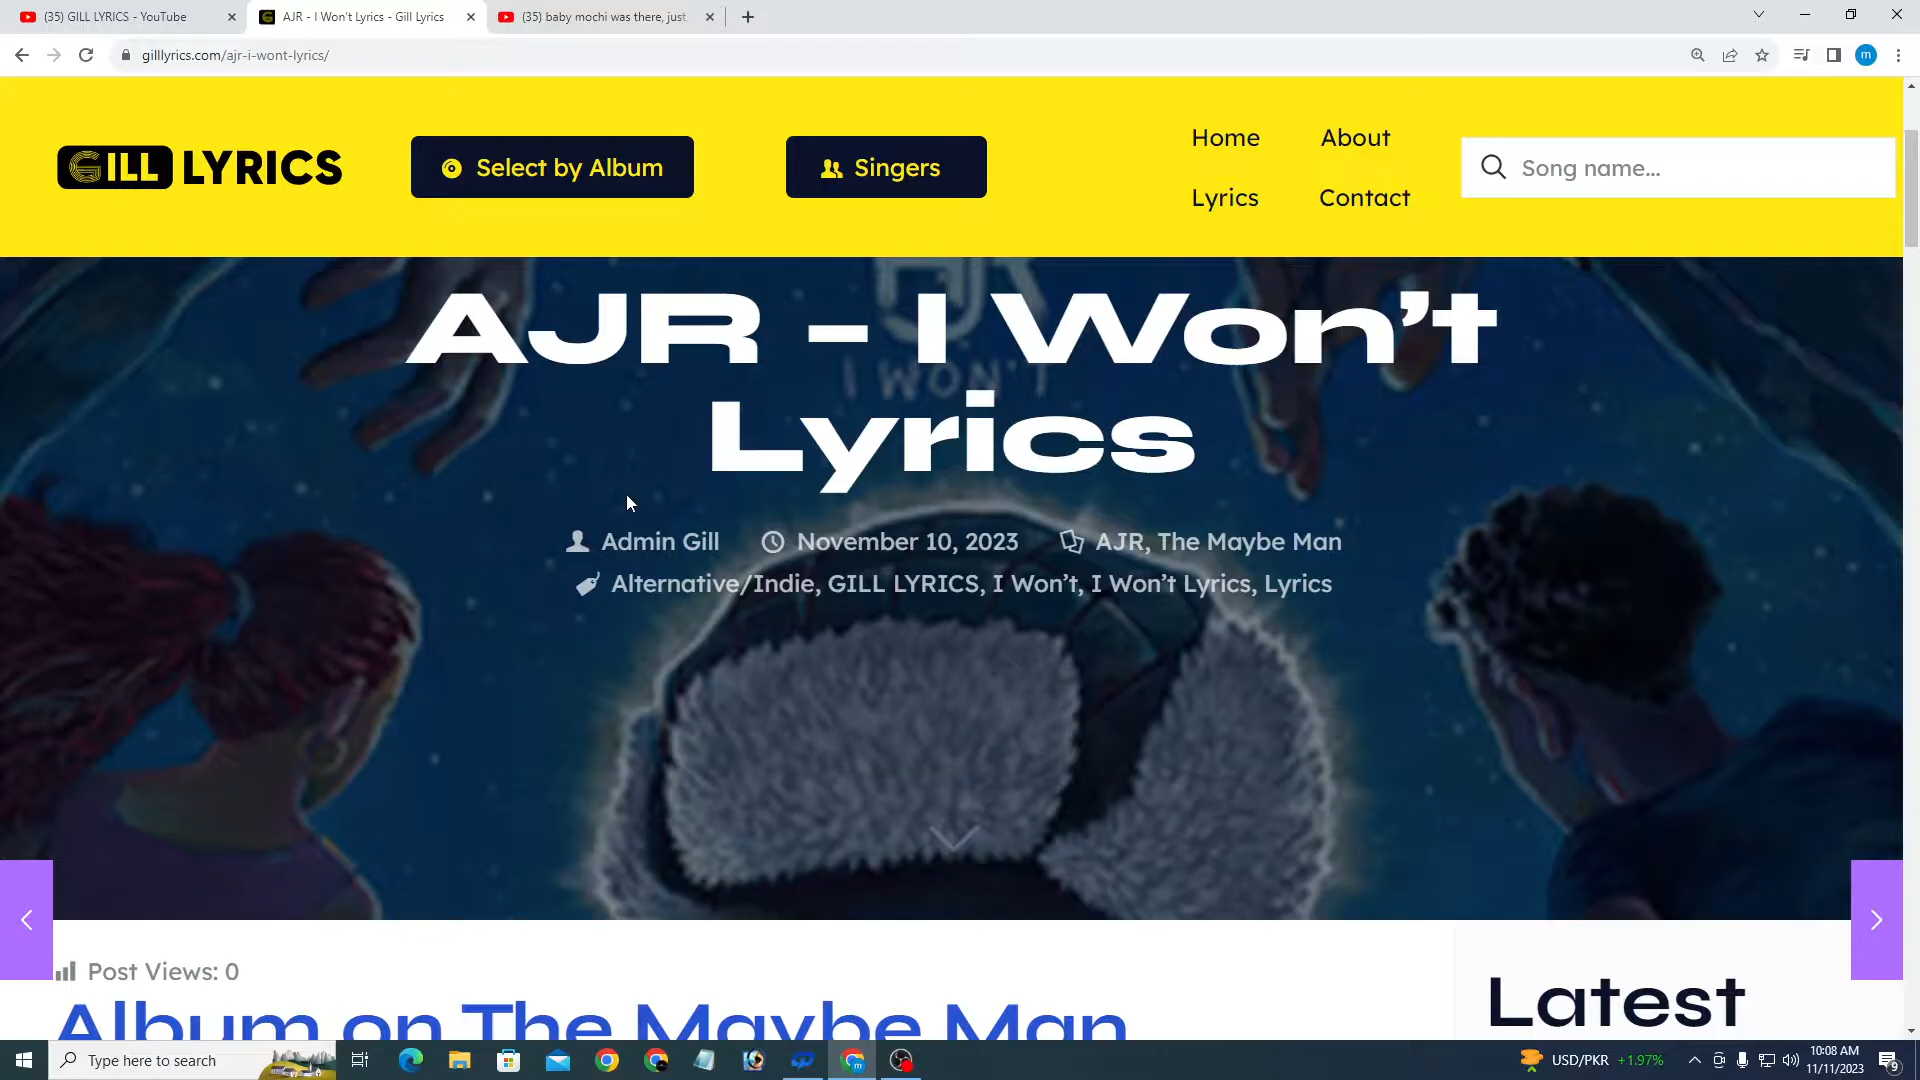 (35) GILL LYRICS - YouTube
AJR - I Won't Lyrics - Gill Lyrics
(35) baby mochi was there, just
gilllyrics.com/ajr-i-wont-lyrics/
m
GILL LYRICS
Select by Album
Singers
Home
About
Lyrics
Contact
Song name...
I WON'T
AJR – I Won’t
Lyrics
Admin Gill
November 10, 2023
AJR, The Maybe Man
Alternative/Indie, GILL LYRICS, I Won’t, I Won’t Lyrics, Lyrics
Post Views: 0
Album on The Maybe Man
Latest
Type here to search
m
USD/PKR +1.97%
10:08 AM
11/11/2023
9